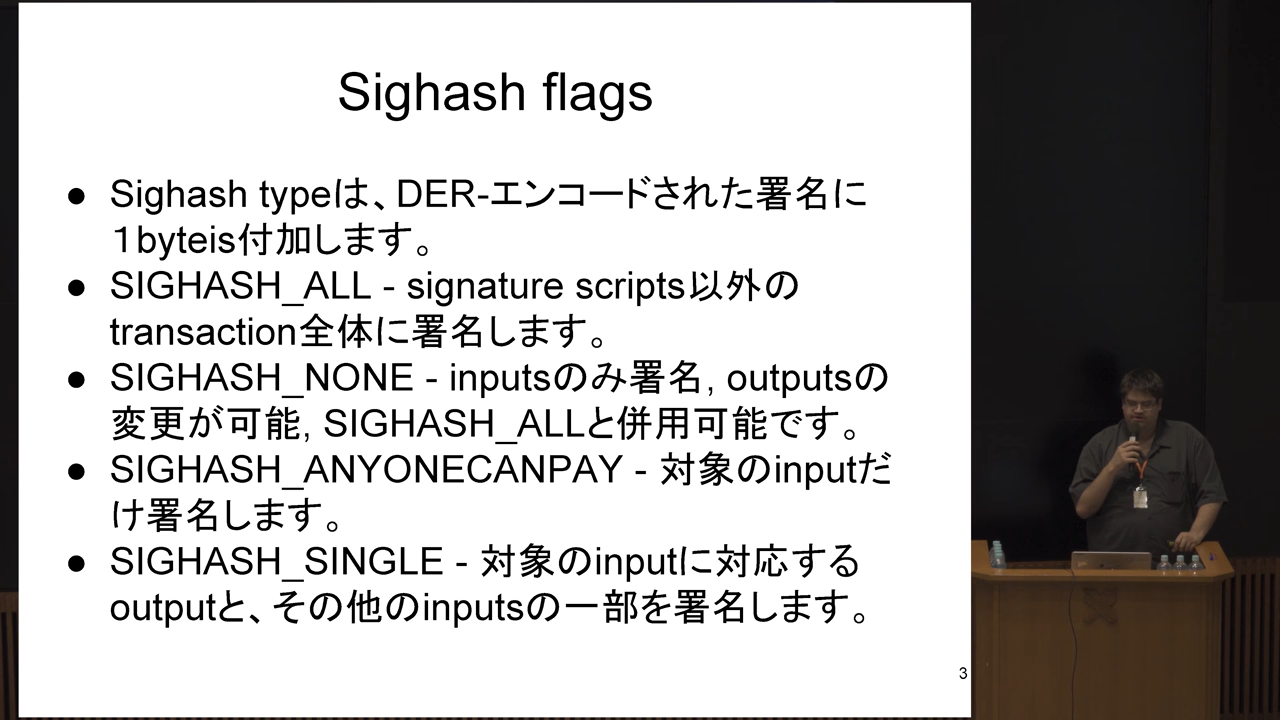 Sighash flags
● Sighash typeは、DER-エンコードされた署名に
１byteis付加します。
● SIGHASH_ALL - signature scripts以外の
transaction全体に署名します。
● SIGHASH_NONE - inputsのみ署名, outputsの
変更が可能, SIGHASH_ALLと併用可能です。
● SIGHASH_ANYONECANPAY - 対象のinputだ
け署名します。
● SIGHASH_SINGLE - 対象のinputに対応する
outputと、その他のinputsの一部を署名します。
3